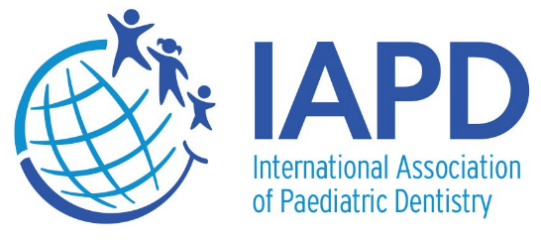 IAPD
International Association
of Paediatric Dentistry